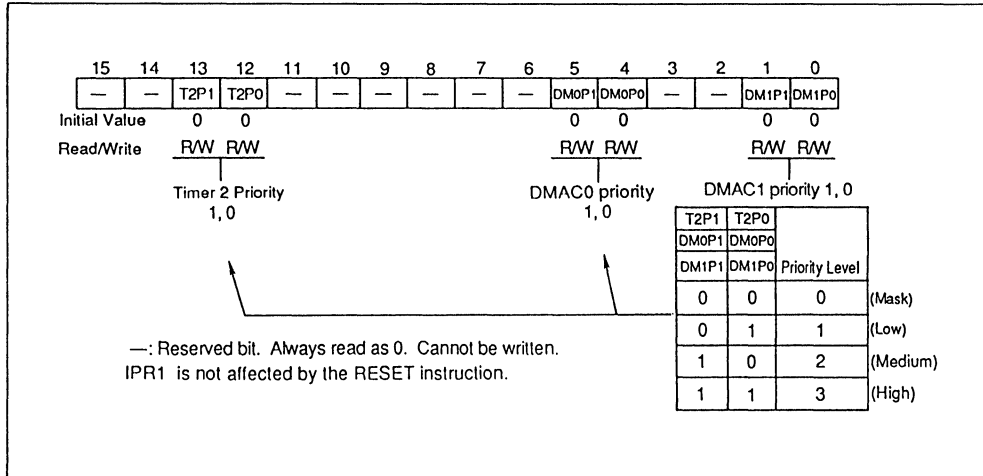 15 14 13 12 11 10 9 8 7 6 5 4 3 2 1 0
— — T2P1 T2P0 — — — — — — DM0P1 DM0P0 — — DM1P1 DM1P0
Initial Value 0 0 0 0 0 0
Read/Write R/W R/W R/W R/W R/W R/W
Timer 2 Priority
1, 0
DMAC0 priority
1, 0
DMAC1 priority 1, 0
T2P1 T2P0
DM0P1 DM0P0
DM1P1 DM1P0 Priority Level
0 0 0 (Mask)
0 1 1 (Low)
1 0 2 (Medium)
1 1 3 (High)
—: Reserved bit. Always read as 0. Cannot be written.
IPR1 is not affected by the RESET instruction.